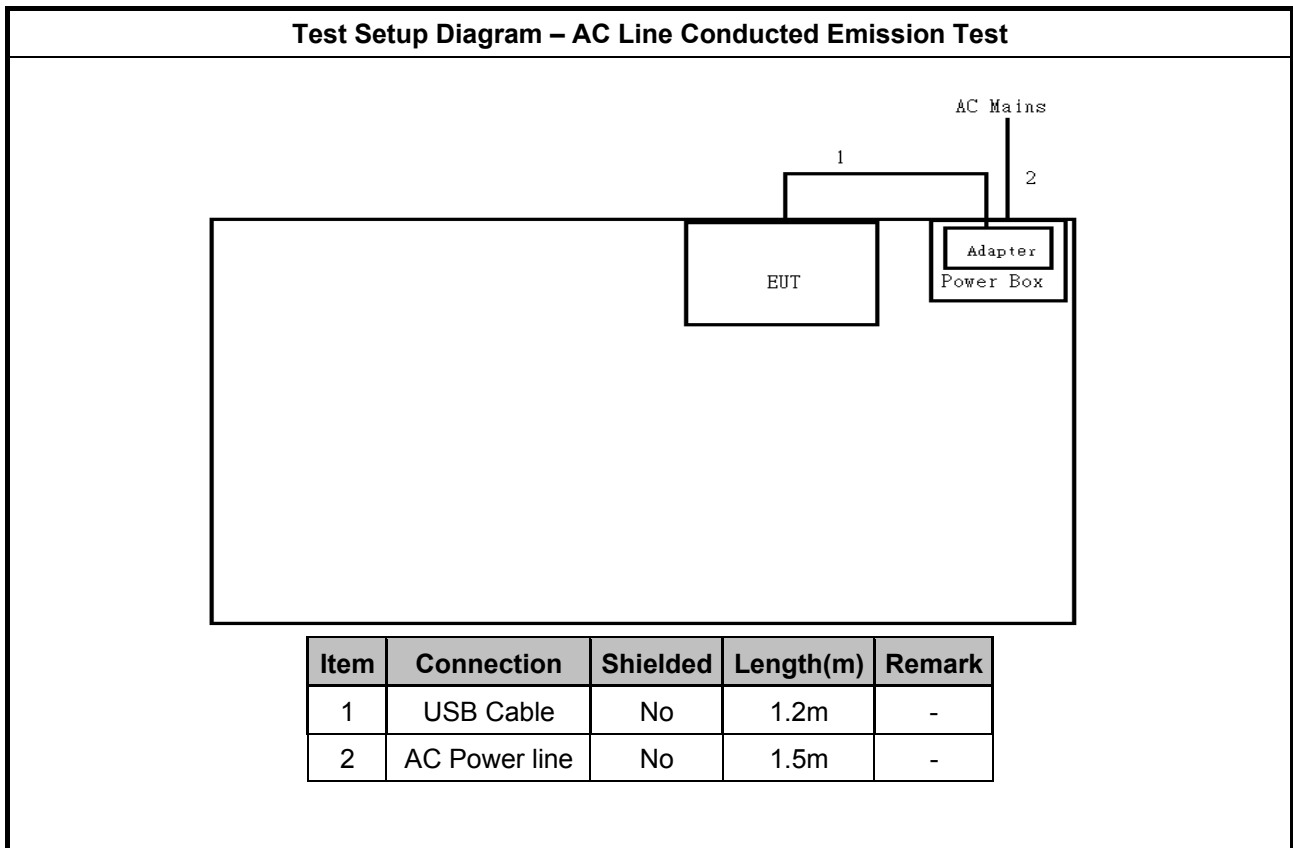 Test Setup Diagram – AC Line Conducted Emission Test
AC Mains
1
2
Adapter
EUT
Power Box
Item Connection Shielded Length(m) Remark
1 USB Cable No 1.2m -
2 AC Power line No 1.5m -